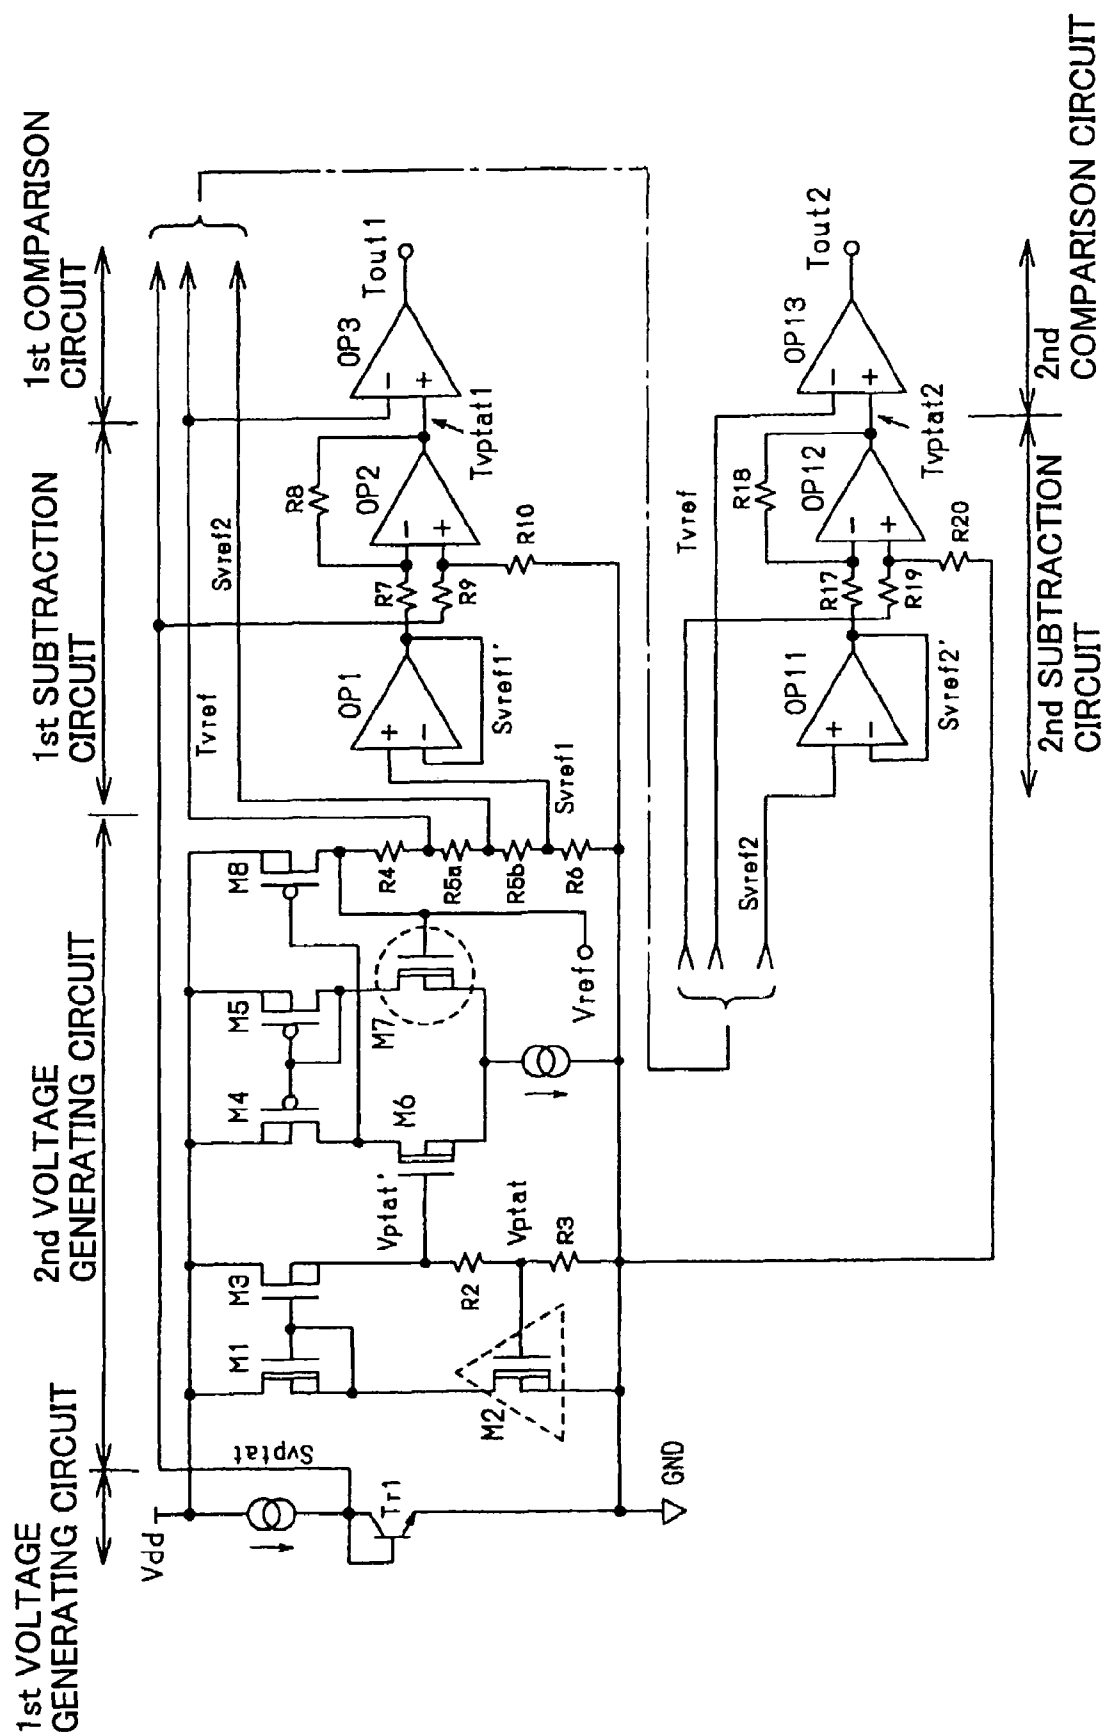 1st VOLTAGE
GENERATING CIRCUIT
2nd VOLTAGE
GENERATING CIRCUIT
1st SUBTRACTION
CIRCUIT
1st COMPARISON
CIRCUIT
Vdd
Svptat
Tr1
GND
M1
M3
M2
R2
Vptat
R3
Vptat'
M4
M5
M6
M7
M8
Vref
R4
R5a
R5b
R6
Tvref
Svref2
Svref1
OP1
+
-
Svref1'
R7
R9
R8
OP2
-
+
R10
Tvptat1
OP3
-
+
Tout1
Tvref
Svref2
OP11
+
-
Svref2'
R17
R19
R18
OP12
-
+
R20
Tvptat2
OP13
-
+
Tout2
2nd SUBTRACTION
CIRCUIT
2nd
COMPARISON CIRCUIT